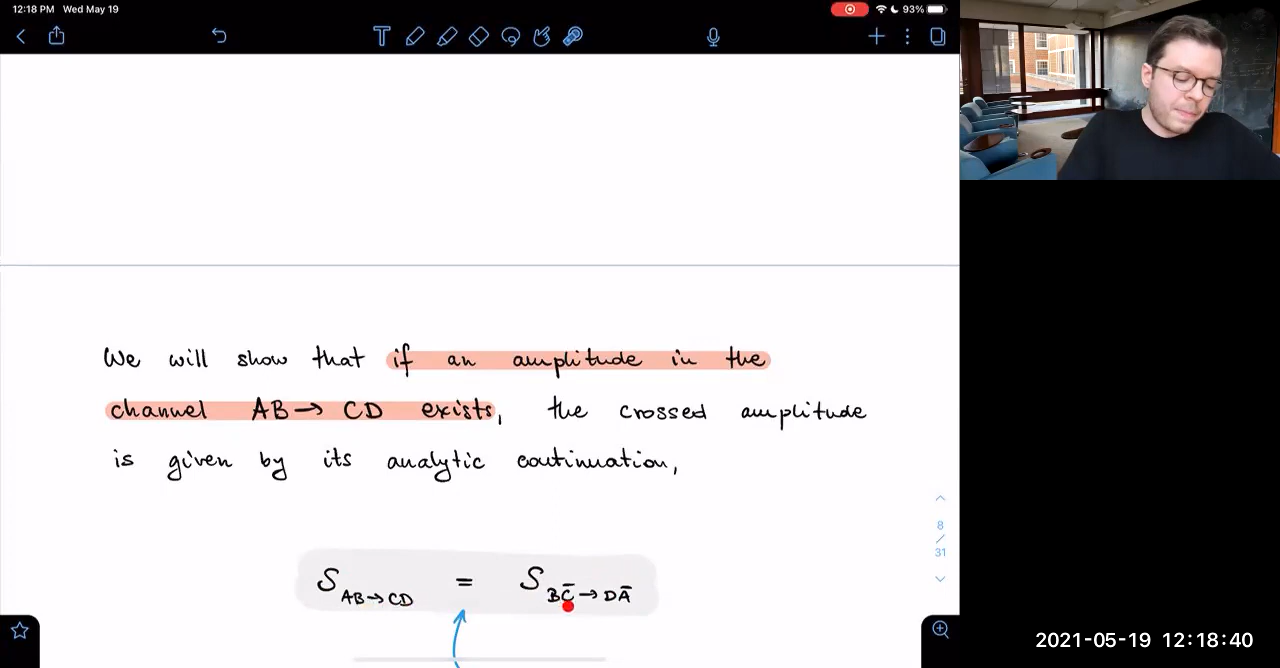 12:18 PM Wed May 19
93%
T
We will show that if an amplitude in the
channel AB → CD exists, the crossed amplitude
is given by its analytic continuation,
S AB→CD = S BC̄→DĀ
8
/
31
2021-05-19 12:18:40